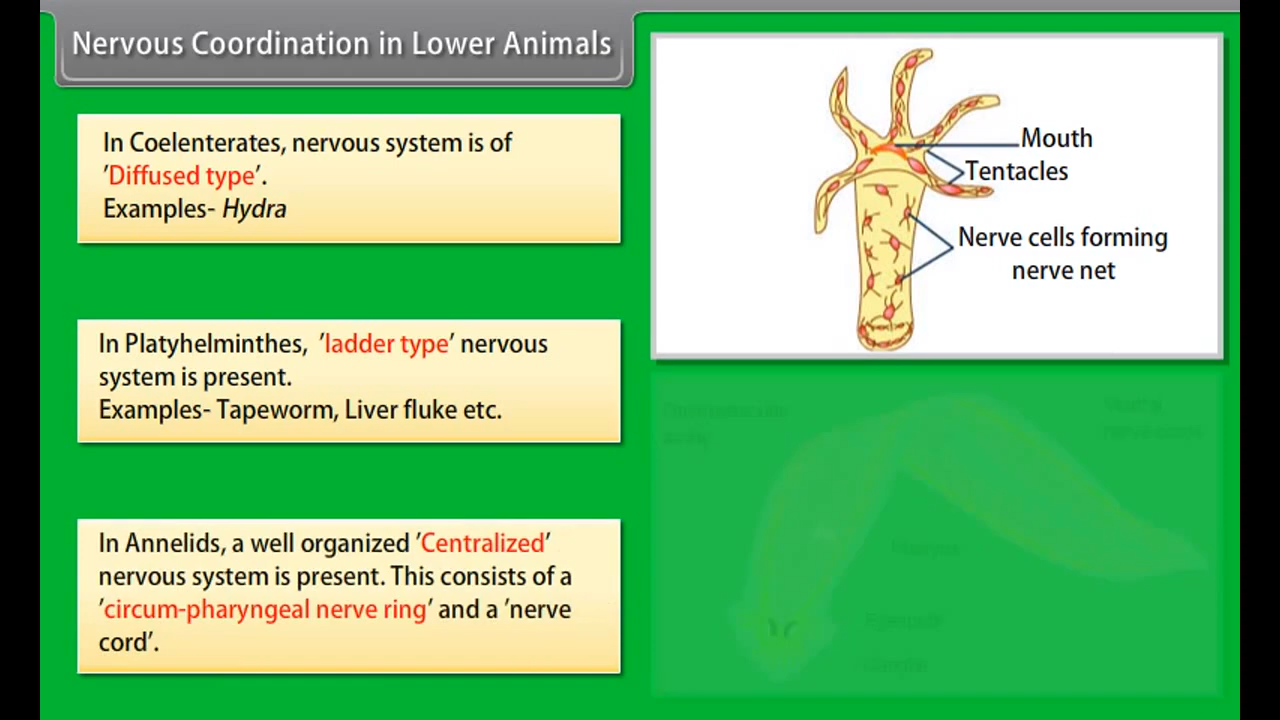 Nervous Coordination in Lower Animals
In Coelenterates, nervous system is of
'Diffused type'.
Examples- Hydra
In Platyhelminthes, 'ladder type' nervous
system is present.
Examples- Tapeworm, Liver fluke etc.
In Annelids, a well organized 'Centralized'
nervous system is present. This consists of a
'circum-pharyngeal nerve ring' and a 'nerve
cord'.
Mouth
Tentacles
Nerve cells forming
nerve net